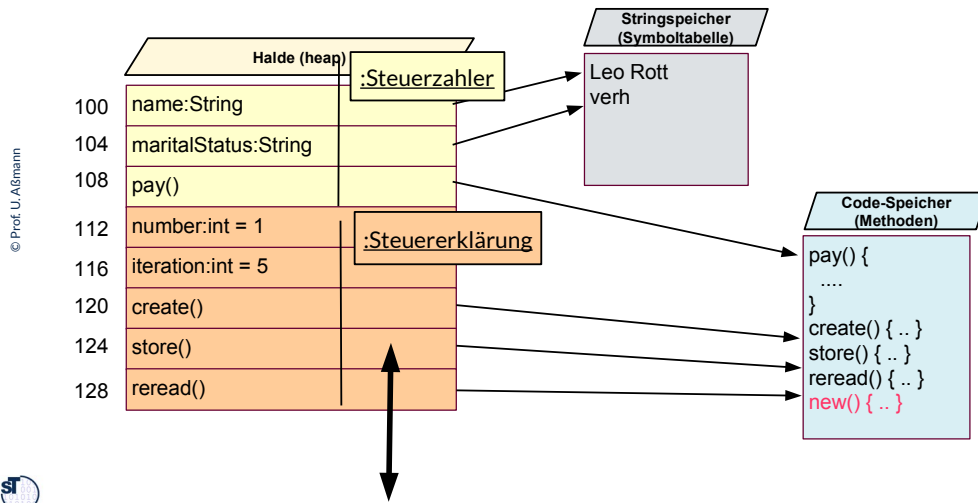 Stringspeicher
(Symboltabelle)
Halde (heap)
:Steuerzahler
Leo Rott
verh
100 name:String
104 maritalStatus:String
108 pay()
112 number:int = 1
:Steuererklärung
116 iteration:int = 5
120 create()
124 store()
128 reread()
Code-Speicher
(Methoden)
pay() {
....
}
create() { .. }
store() { .. }
reread() { .. }
new() { .. }
© Prof. U. Aßmann
ST